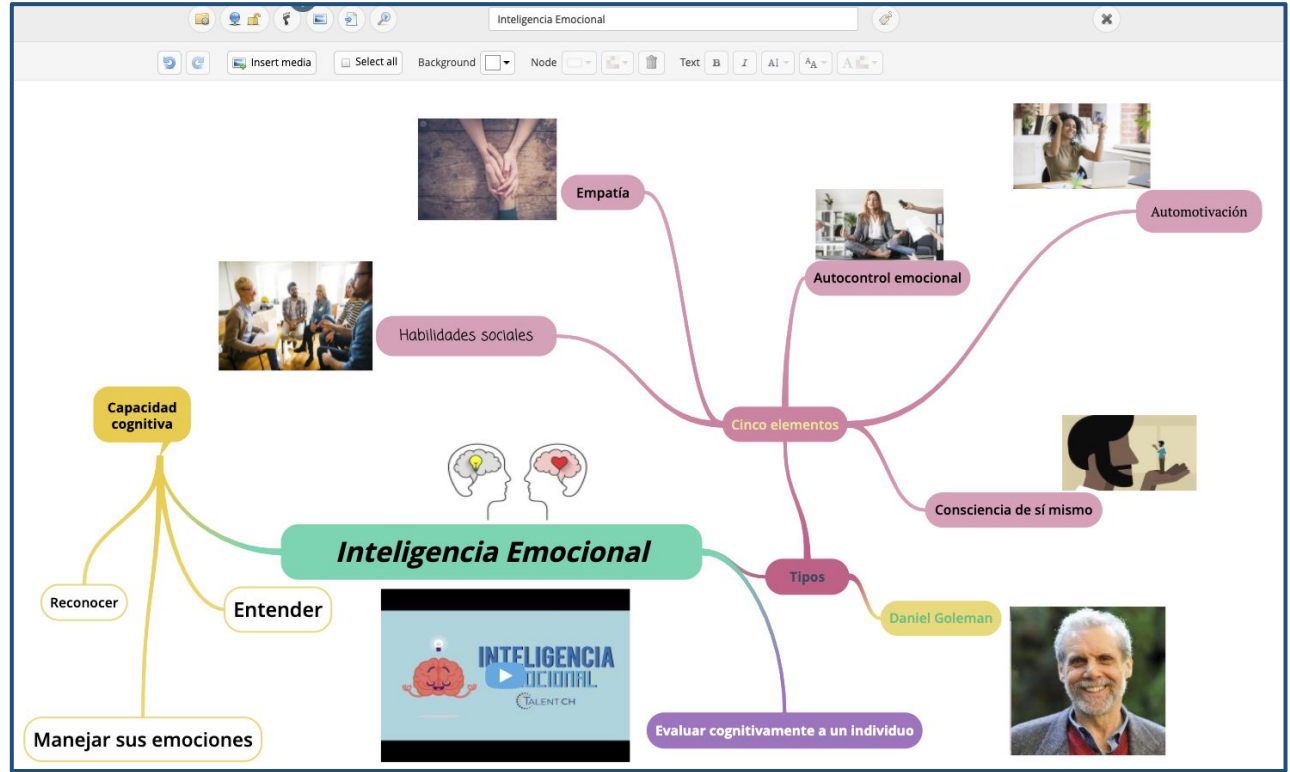 Inteligencia Emocional
Insert media
Select all
Background
Node
Text
B
I
AI
AA
A
Empatía
Automotivación
Autocontrol emocional
Habilidades sociales
Capacidad
cognitiva
Cinco elementos
Consciencia de sí mismo
Inteligencia Emocional
Tipos
Reconocer
Entender
Daniel Goleman
INTELIGENCIA
EMOCIONAL
TALENT CH
Evaluar cognitivamente a un individuo
Manejar sus emociones